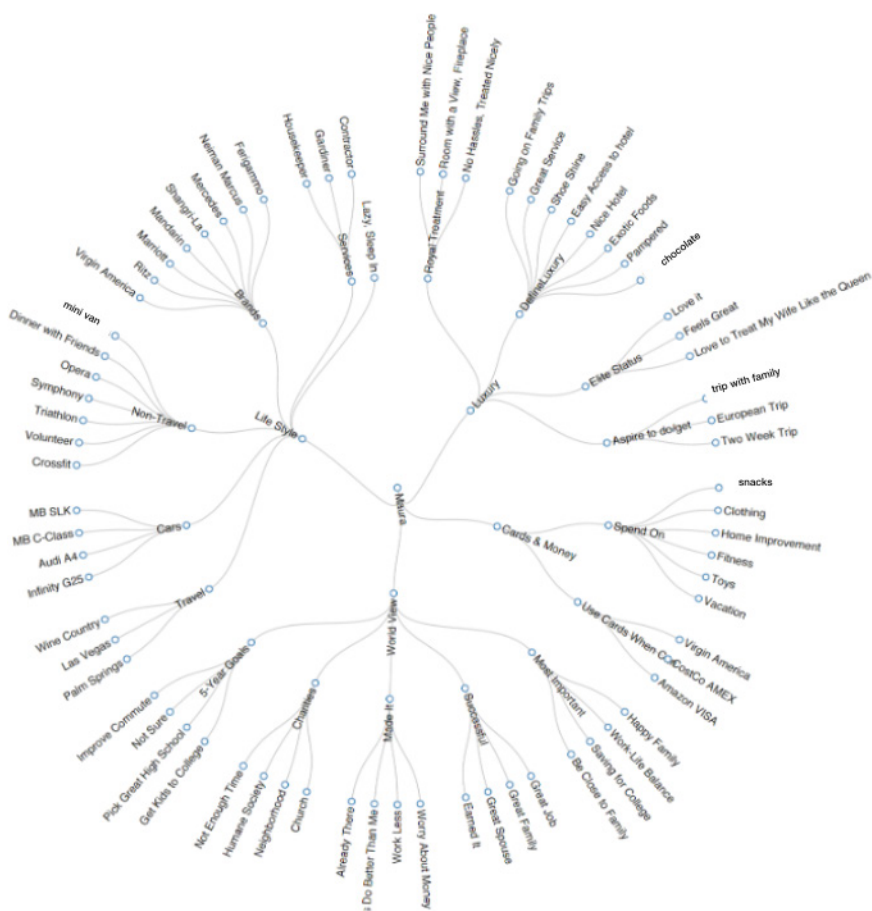 Maura
Luxury
Royal Treatment
Surround Me with Nice People
Room with a View, Fireplace
No Hassles, Treated Nicely
DefineLuxury
Going on Family Trips
Great Service
Shoe Shine
Easy Access to hotel
Nice Hotel
Exotic Foods
Pampered
chocolate
Elite Status
Love it
Feels Great
Love to Treat My Wife Like the Queen
Aspire to do/get
trip with family
European Trip
Two Week Trip
Cards & Money
Spend On
snacks
Clothing
Home Improvement
Fitness
Toys
Vacation
Use Cards When
Virgin America
CostCo AMEX
Amazon VISA
World View
Most Important
Happy Family
Work-Life Balance
Saving for College
Be Close to Family
Successful
Great Job
Great Family
Great Spouse
Earned It
Made It
Worry About Money
Work Less
Do Better Than Me
Already There
Charities
Church
Neighborhood
Humane Society
Not Enough Time
5-Year Goals
Get Kids to College
Pick Great High School
Not Sure
Improve Commute
Life Style
Travel
Palm Springs
Las Vegas
Wine Country
Cars
Infinity G25
Audi A4
MB C-Class
MB SLK
Non-Travel
Crossfit
Volunteer
Triathlon
Symphony
Opera
Dinner with Friends
mini van
Brands
Virgin America
Ritz
Marriott
Mandarin
Shangri-La
Mercedes
Neiman Marcus
Ferigammo
Services
Housekeeper
Gardiner
Contractor
Lazy, Sleep In